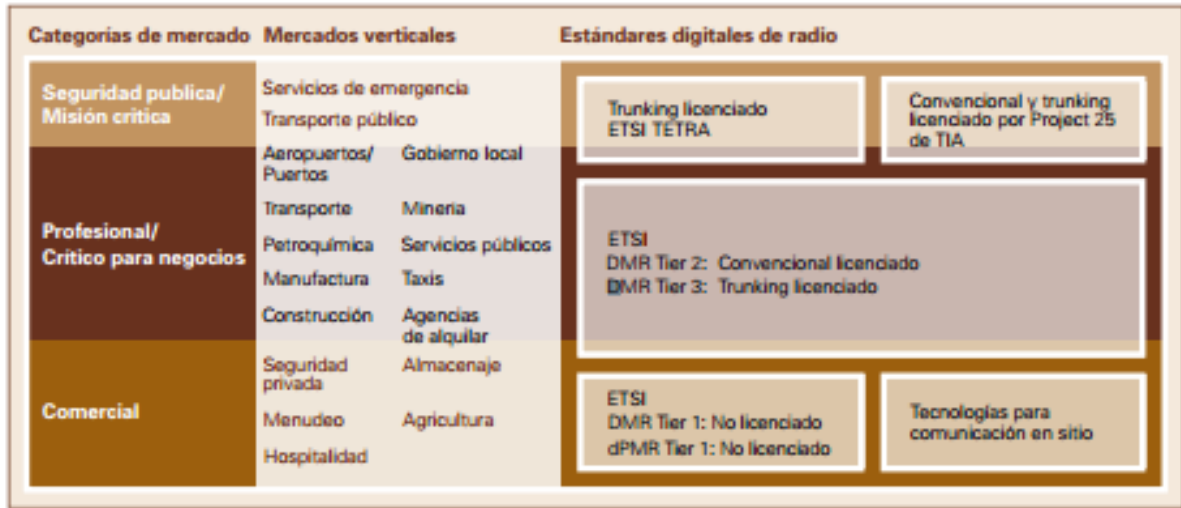 Categorías de mercado Mercados verticales Estándares digitales de radio
Seguridad publica/
Misión crítica
Servicios de emergencia
Transporte público
Trunking licenciado
ETSI TETRA
Convencional y trunking
licenciado por Project 25
de TIA
Profesional/
Crítico para negocios
Aeropuertos/
Puertos
Gobierno local
Transporte Minería
Petroquímica Servicios públicos
Manufactura Taxis
Construcción Agencias
de alquilar
ETSI
DMR Tier 2: Convencional licenciado
DMR Tier 3: Trunking licenciado
Comercial
Seguridad
privada
Almacenaje
Menudeo Agricultura
Hospitalidad
ETSI
DMR Tier 1: No licenciado
dPMR Tier 1: No licenciado
Tecnologías para
comunicación en sitio